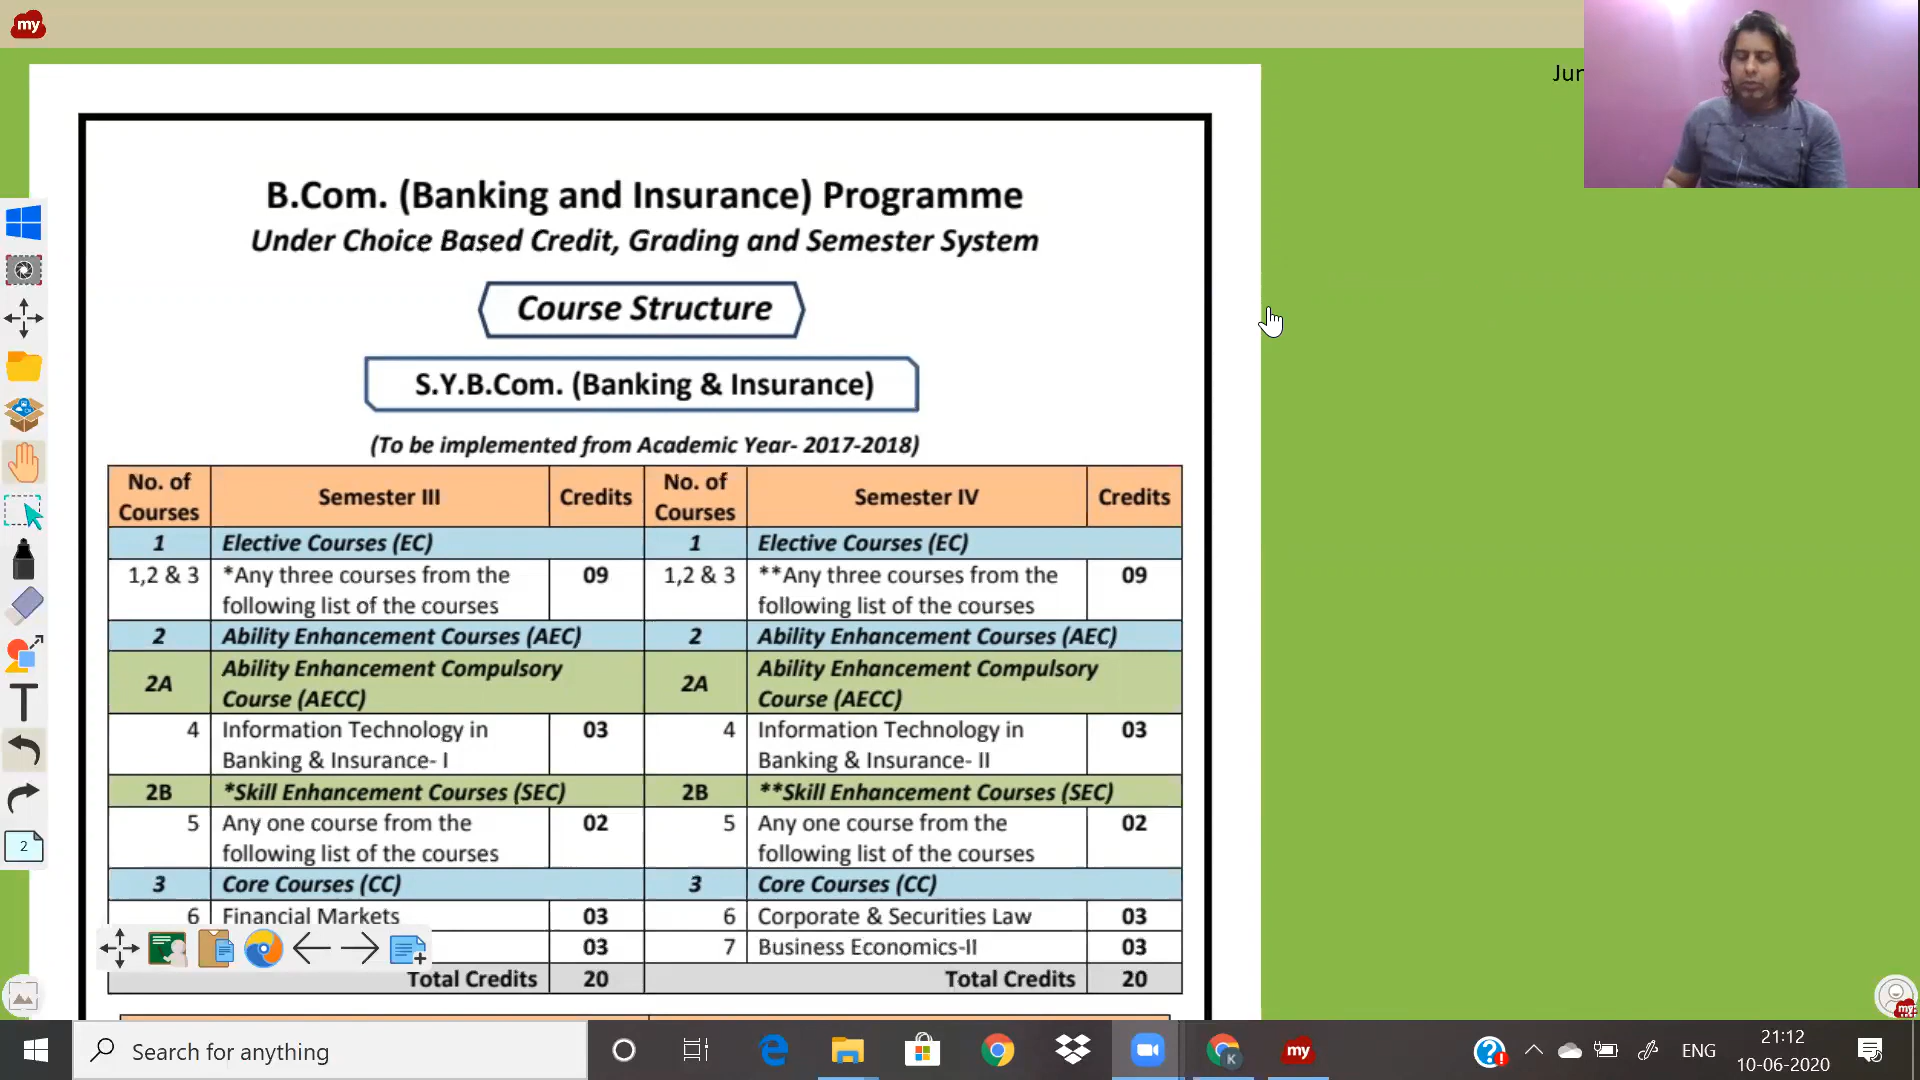 my
Jun
B.Com. (Banking and Insurance) Programme
Under Choice Based Credit, Grading and Semester System
Course Structure
S.Y.B.Com. (Banking & Insurance)
(To be implemented from Academic Year- 2017-2018)
No. of Courses Semester III Credits No. of Courses Semester IV Credits
1 Elective Courses (EC) 1 Elective Courses (EC)
1,2 & 3 *Any three courses from the 09 1,2 & 3 **Any three courses from the 09
following list of the courses following list of the courses
2 Ability Enhancement Courses (AEC) 2 Ability Enhancement Courses (AEC)
2A Ability Enhancement Compulsory 2A Ability Enhancement Compulsory
Course (AECC) Course (AECC)
4 Information Technology in 03 4 Information Technology in 03
Banking & Insurance- I Banking & Insurance- II
2B *Skill Enhancement Courses (SEC) 2B **Skill Enhancement Courses (SEC)
5 Any one course from the 02 5 Any one course from the 02
following list of the courses following list of the courses
3 Core Courses (CC) 3 Core Courses (CC)
6 Financial Markets 03 6 Corporate & Securities Law 03
03 7 Business Economics-II 03
Total Credits 20 Total Credits 20
T
2
Search for anything
K
my
my
ENG
21:12
10-06-2020